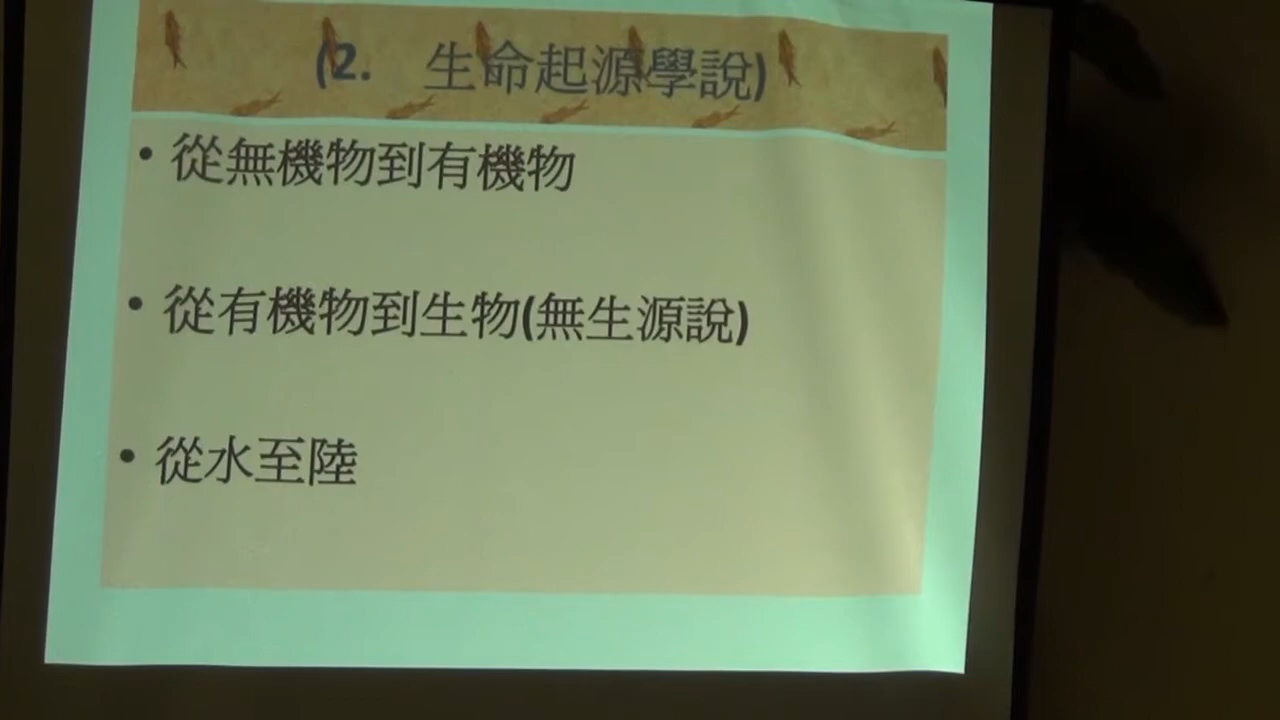 (2. 生命起源學說)
• 從無機物到有機物
• 從有機物到生物(無生源說)
• 從水至陸